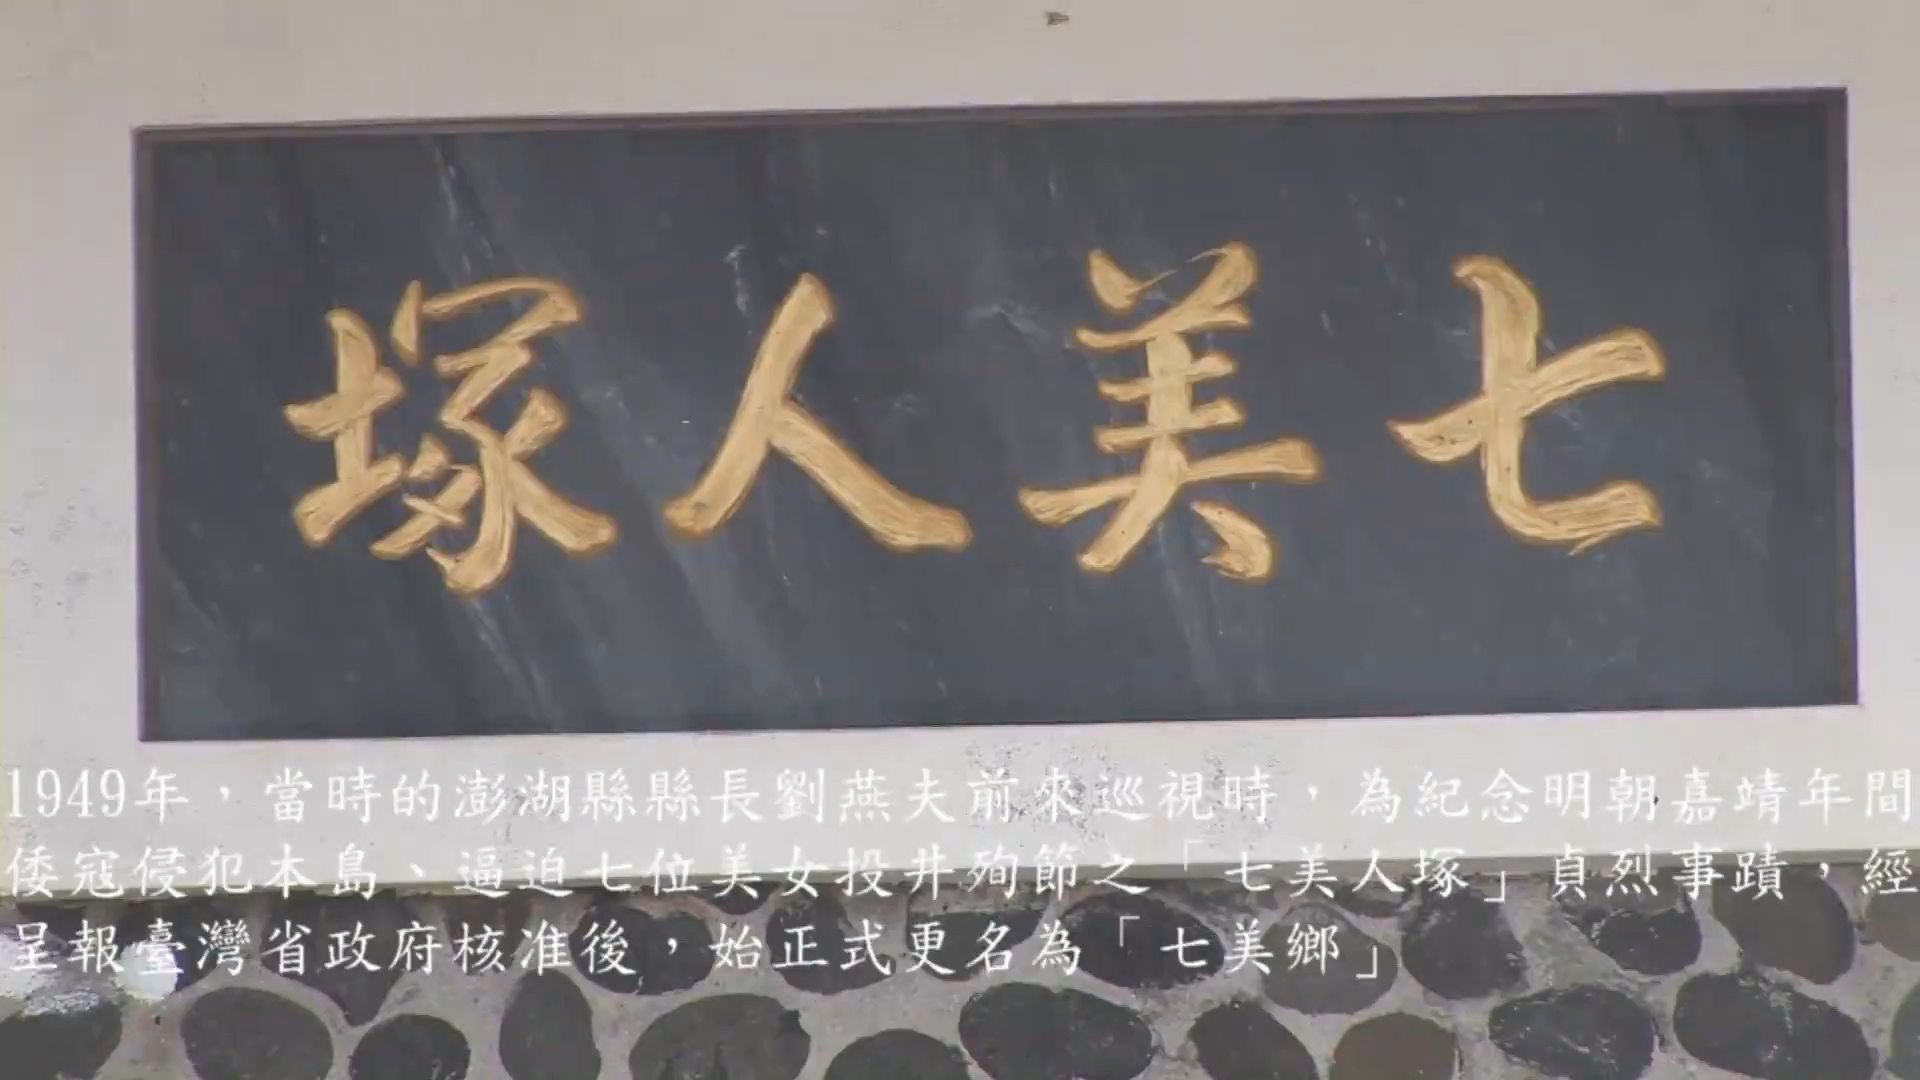 七美人塚
1949年，當時的澎湖縣縣長劉燕夫前來巡視時，為紀念明朝嘉靖年間
倭寇侵犯本島、逼迫七位美女投井殉節之「七美人塚」貞烈事蹟，經
呈報臺灣省政府核准後，始正式更名為「七美鄉」